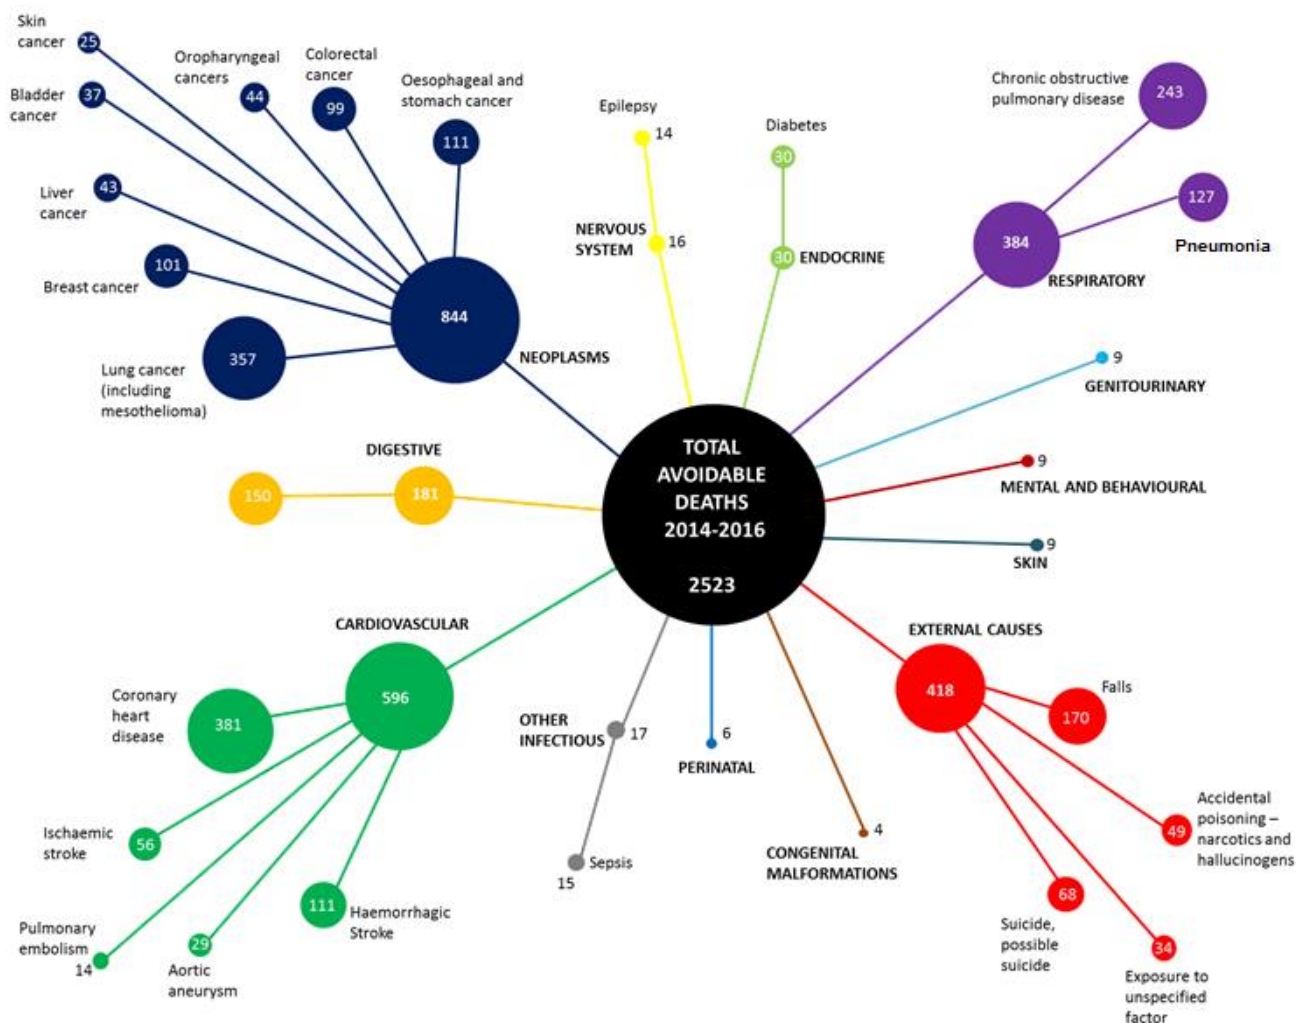 Skin
cancer
25
Bladder
cancer
37
Oropharyngeal
cancers
44
Colorectal
cancer
99
Oesophageal and
stomach cancer
111
Liver
cancer
43
Breast cancer
101
Lung cancer
(including
mesothelioma)
357
844
NEOPLASMS
Epilepsy
14
NERVOUS
SYSTEM
16
Diabetes
30
30
ENDOCRINE
Chronic obstructive
pulmonary disease
243
127
Pneumonia
384
RESPIRATORY
9
GENITOURINARY
9
MENTAL AND BEHAVIOURAL
9
SKIN
DIGESTIVE
150
181
TOTAL
AVOIDABLE
DEATHS
2014-2016
2523
CARDIOVASCULAR
596
Coronary
heart
disease
381
Ischaemic
stroke
56
Pulmonary
embolism
14
29
Aortic
aneurysm
111
Haemorrhagic
Stroke
OTHER
INFECTIOUS
17
Sepsis
15
6
PERINATAL
4
CONGENITAL
MALFORMATIONS
EXTERNAL CAUSES
418
Falls
170
Accidental
poisoning –
narcotics and
hallucinogens
49
68
Suicide,
possible
suicide
34
Exposure to
unspecified
factor